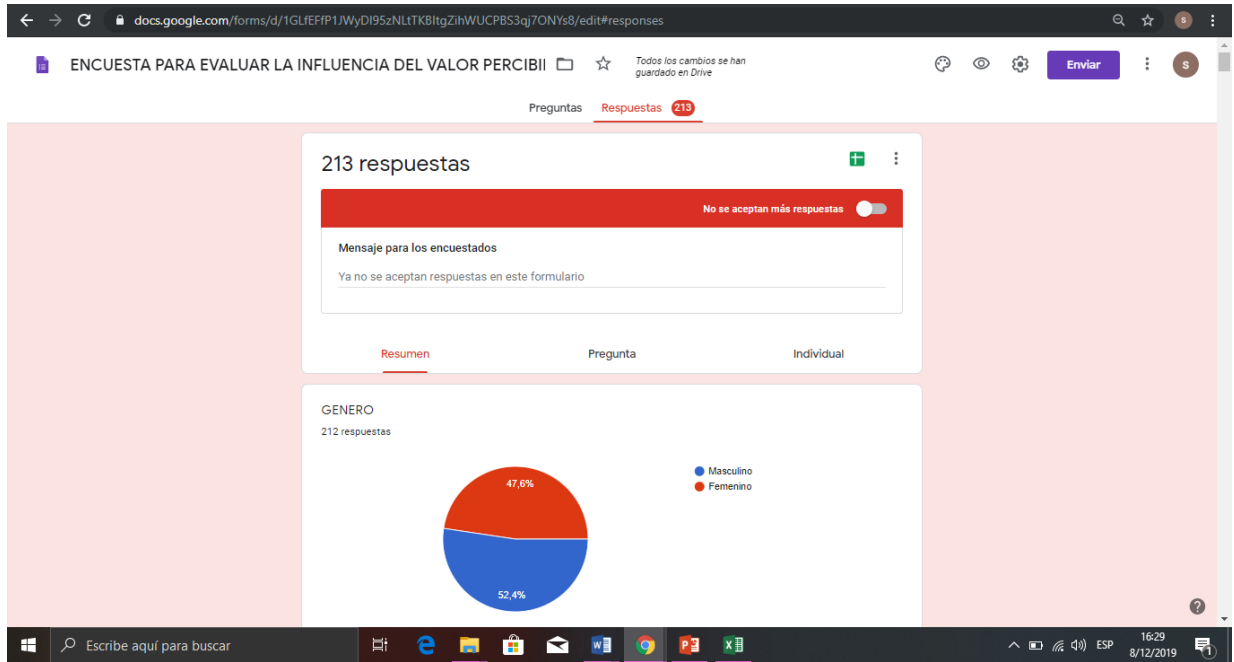 docs.google.com/forms/d/1GLfEFfP1JWyDI95zNLtTKBItgZihWUCPBS3qj7ONYs8/edit#responses
S
ENCUESTA PARA EVALUAR LA INFLUENCIA DEL VALOR PERCIBII
Todos los cambios se han
guardado en Drive
Enviar
S
Preguntas Respuestas 213
213 respuestas
No se aceptan más respuestas
Mensaje para los encuestados
Ya no se aceptan respuestas en este formulario
Resumen Pregunta Individual
GENERO
212 respuestas
47,6%
52,4%
Masculino
Femenino
Escribe aquí para buscar
ESP
16:29
8/12/2019
1